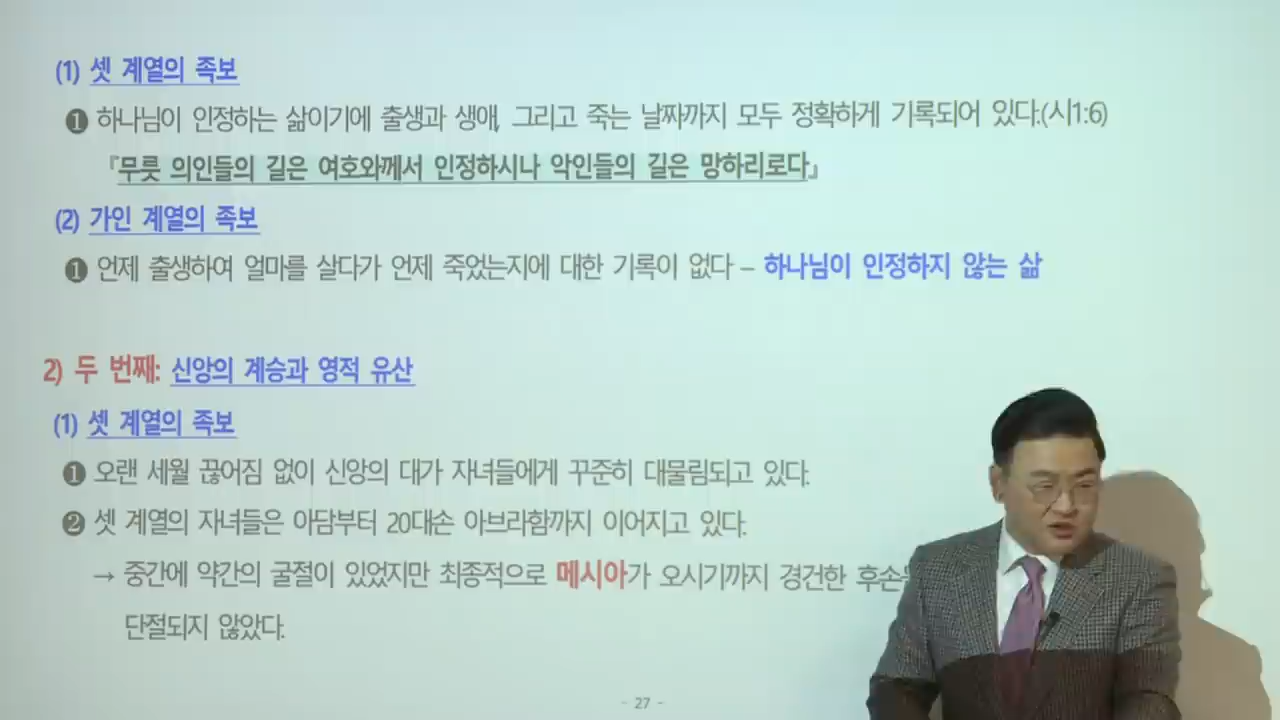 (1) 셋 계열의 족보
❶ 하나님이 인정하는 삶이기에 출생과 생애, 그리고 죽는 날짜까지 모두 정확하게 기록되어 있다.(시1:6)
『무릇 의인들의 길은 여호와께서 인정하시나 악인들의 길은 망하리로다』
(2) 가인 계열의 족보
❶ 언제 출생하여 얼마를 살다가 언제 죽었는지에 대한 기록이 없다 – 하나님이 인정하지 않는 삶
2) 두 번째: 신앙의 계승과 영적 유산
(1) 셋 계열의 족보
❶ 오랜 세월 끊어짐 없이 신앙의 대가 자녀들에게 꾸준히 대물림되고 있다.
❷ 셋 계열의 자녀들은 아담부터 20대손 아브라함까지 이어지고 있다.
→ 중간에 약간의 굴절이 있었지만 최종적으로 메시아가 오시기까지 경건한
단절되지 않았다.
- 27 -